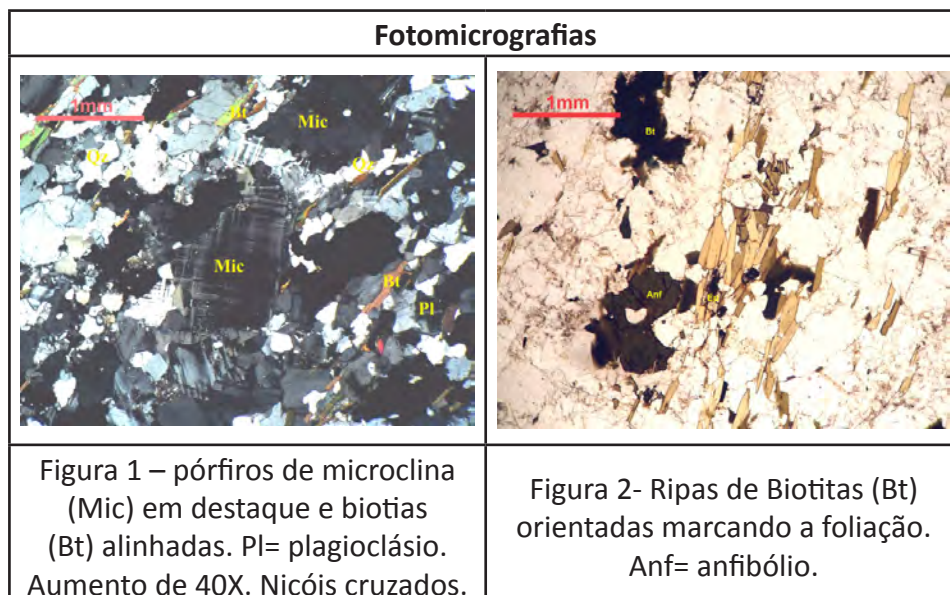 Fotomicrografias
1mm
Bt
Mic
Qz
Qz
Mic
Bt
Pl
1mm
Bt
Anf
Figura 1 – pórfiros de microclina
(Mic) em destaque e biotias
(Bt) alinhadas. Pl= plagioclásio.
Aumento de 40X. Nicóis cruzados.
Figura 2- Ripas de Biotitas (Bt)
orientadas marcando a foliação.
Anf= anfibólio.